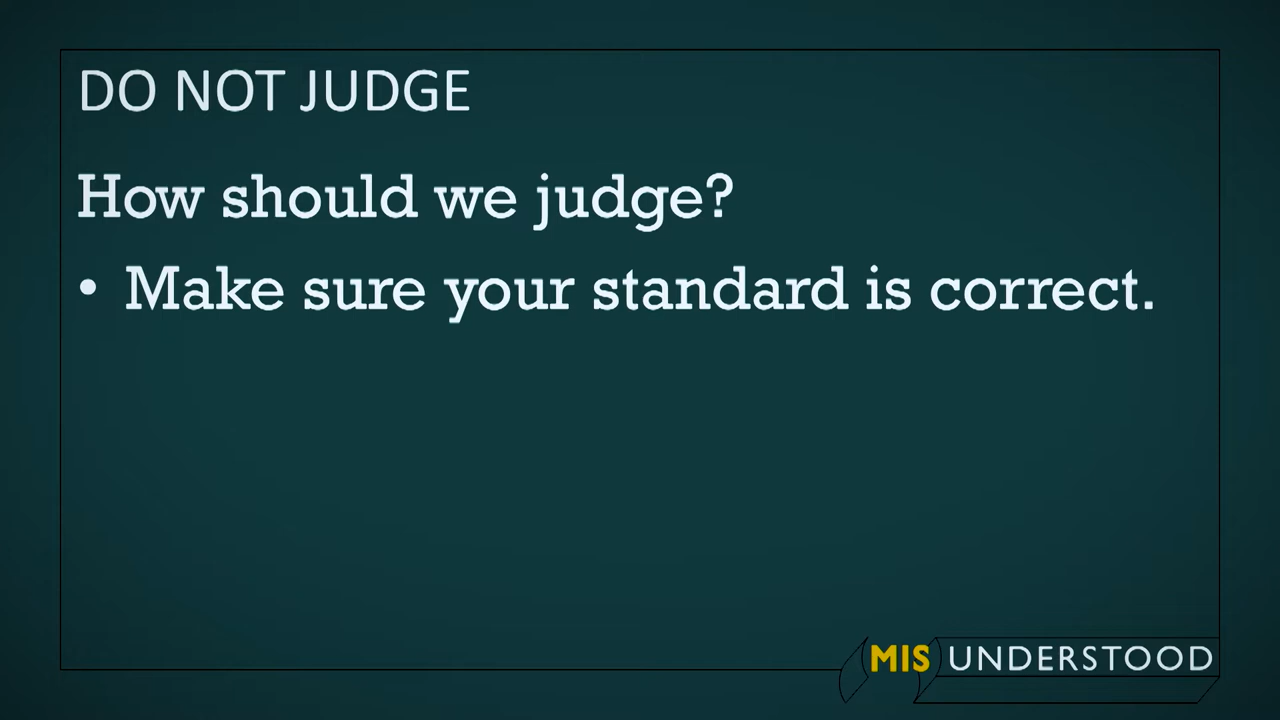 DO NOT JUDGE
How should we judge?
• Make sure your standard is correct.
MIS UNDERSTOOD